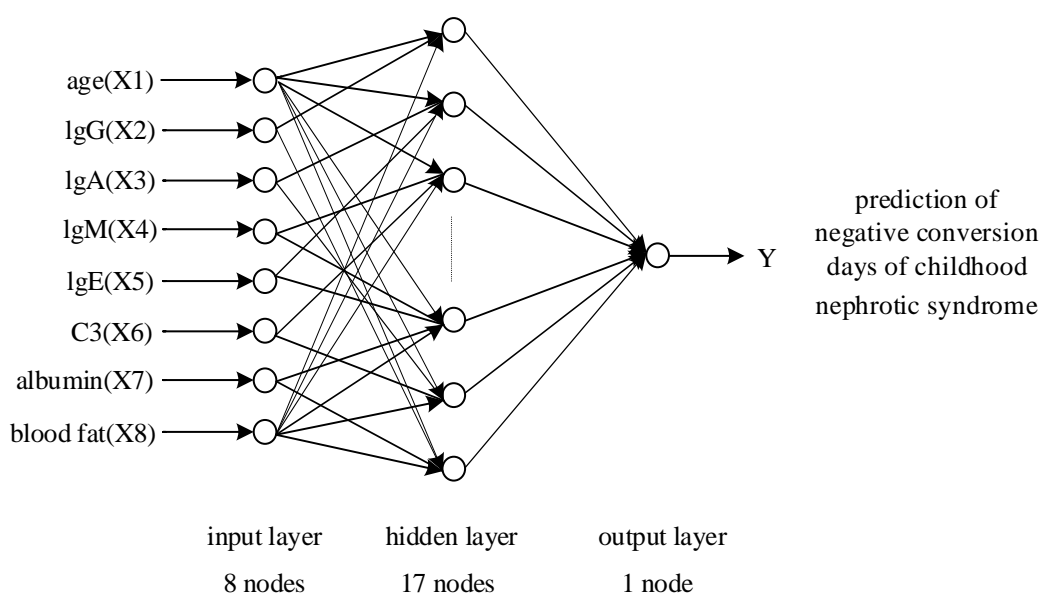 age(X1)
lgG(X2)
lgA(X3)
lgM(X4)
lgE(X5)
C3(X6)
albumin(X7)
blood fat(X8)
Y
prediction of
negative conversion
days of childhood
nephrotic syndrome
input layer
8 nodes
hidden layer
17 nodes
output layer
1 node